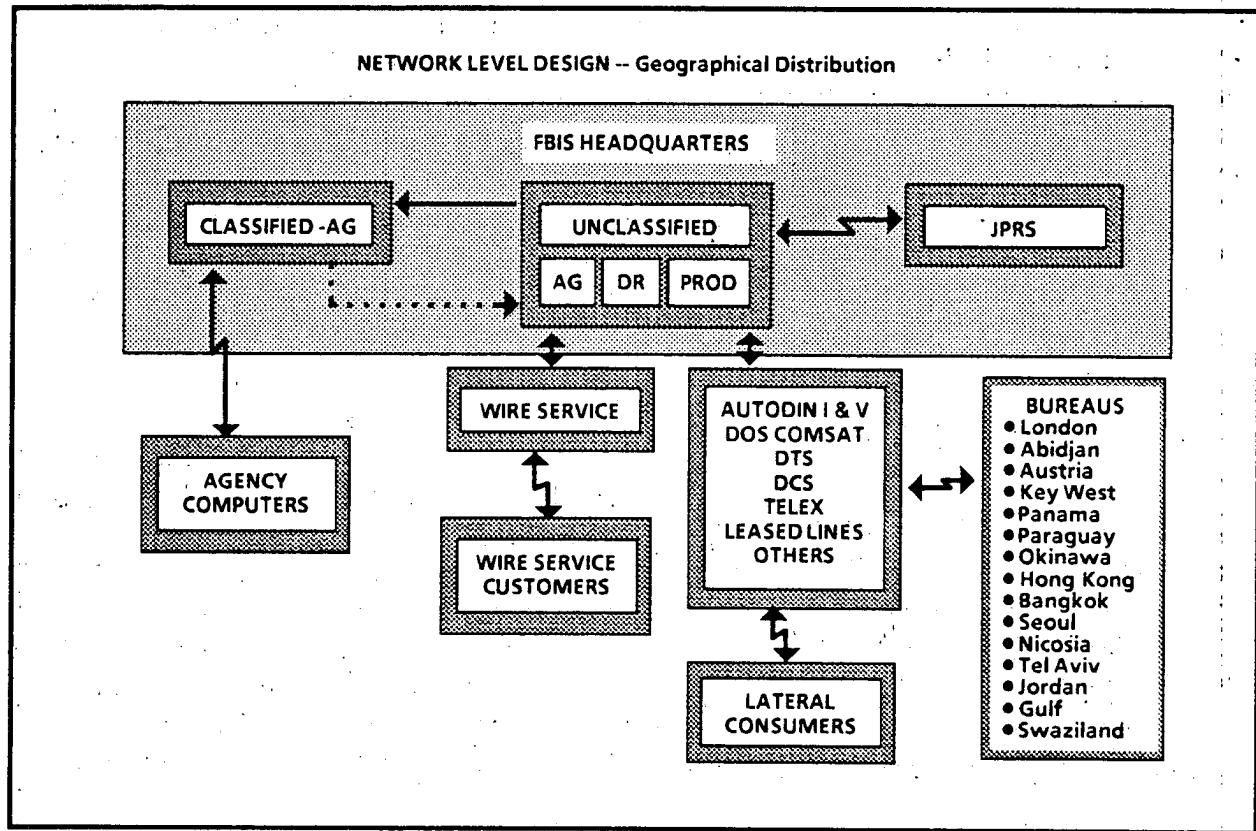 NETWORK LEVEL DESIGN -- Geographical Distribution
FBIS HEADQUARTERS
CLASSIFIED -AG
UNCLASSIFIED
AG
DR
PROD
JPRS
AGENCY
COMPUTERS
WIRE SERVICE
WIRE SERVICE
CUSTOMERS
AUTODIN I & V
DOS COMSAT
DTS
DCS
TELEX
LEASED LINES
OTHERS
LATERAL
CONSUMERS
BUREAUS
● London
● Abidjan
● Austria
● Key West
● Panama
● Paraguay
● Okinawa
● Hong Kong
● Bangkok
● Seoul
● Nicosia
● Tel Aviv
● Jordan
● Gulf
● Swaziland